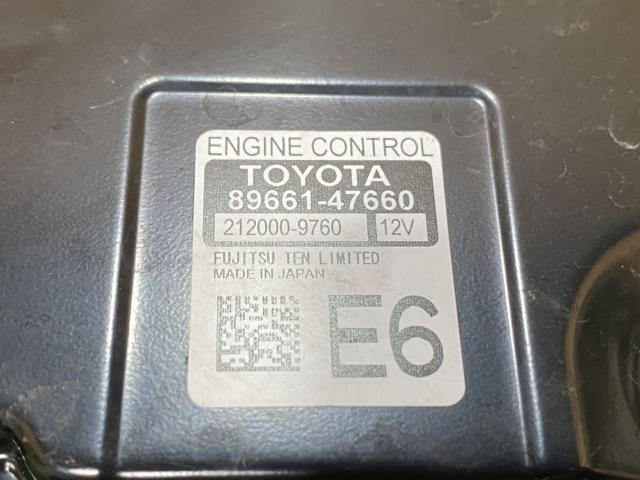 ENGINE CONTROL
TOYOTA
89661-47660
212000-9760 12V
FUJITSU TEN LIMITED
MADE IN JAPAN
E6